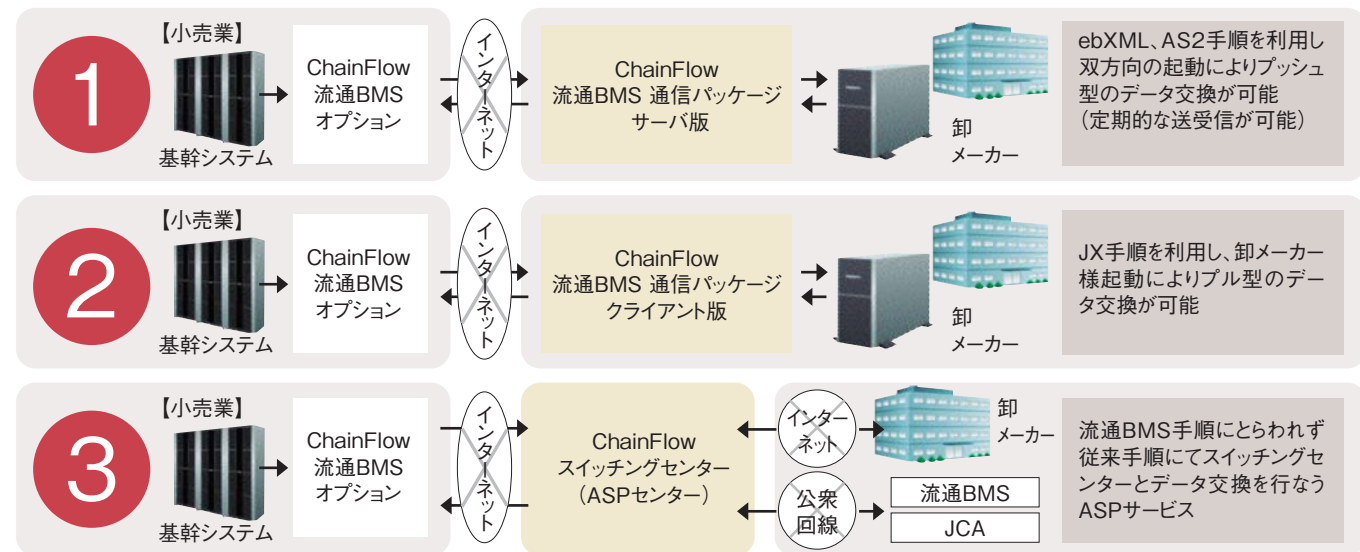 1
【小売業】
基幹システム
ChainFlow
流通BMS
オプション
インターネット
ChainFlow
流通BMS 通信パッケージ
サーバ版
卸
メーカー
ebXML、AS2手順を利用し
双方向の起動によりプッシュ
型のデータ交換が可能
（定期的な送受信が可能）
2
【小売業】
基幹システム
ChainFlow
流通BMS
オプション
インターネット
ChainFlow
流通BMS 通信パッケージ
クライアント版
卸
メーカー
JX手順を利用し、卸メーカー
様起動によりプル型のデー
タ交換が可能
3
【小売業】
基幹システム
ChainFlow
流通BMS
オプション
インターネット
ChainFlow
スイッチングセンター
（ASPセンター）
インター
ネット
卸
メーカー
公衆
回線
流通BMS
JCA
流通BMS手順にとらわれず
従来手順にてスイッチングセ
ンターとデータ交換を行なう
ASPサービス